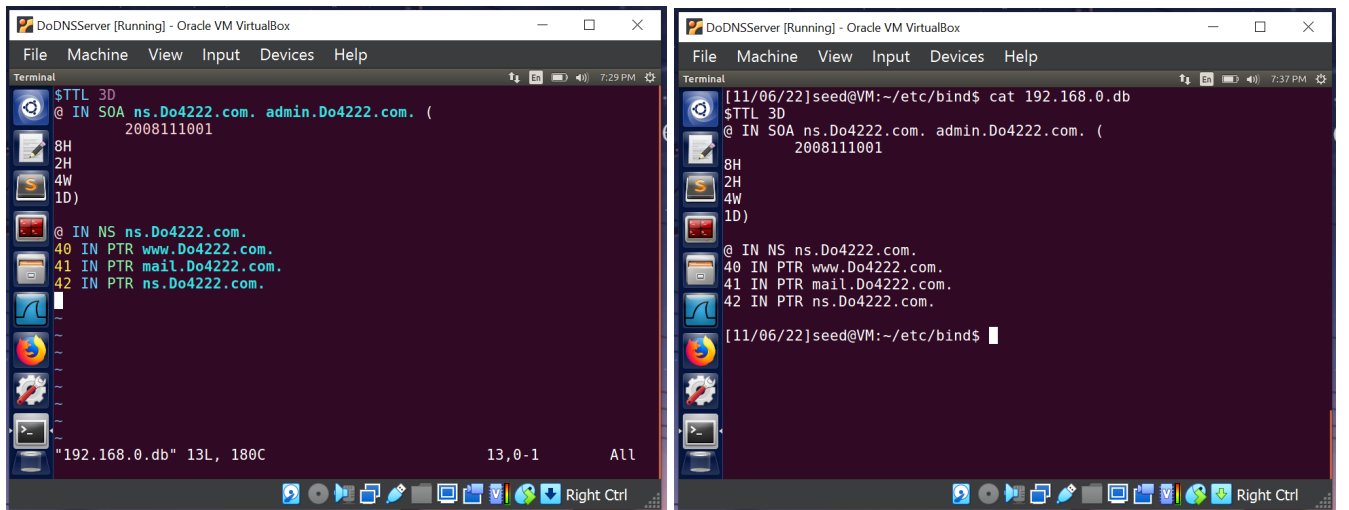 DoDNSServer [Running] - Oracle VM VirtualBox
File Machine View Input Devices Help
Terminal En 7:29 PM
$TTL 3D
@ IN SOA ns.Do4222.com. admin.Do4222.com. (
2008111001
8H
2H
4W
1D)
@ IN NS ns.Do4222.com.
40 IN PTR www.Do4222.com.
41 IN PTR mail.Do4222.com.
42 IN PTR ns.Do4222.com.
~
~
~
~
~
~
~
~
"192.168.0.db" 13L, 180C 13,0-1 All
Right Ctrl
DoDNSServer [Running] - Oracle VM VirtualBox
File Machine View Input Devices Help
Terminal En 7:37 PM
[11/06/22]seed@VM:~/etc/bind$ cat 192.168.0.db
$TTL 3D
@ IN SOA ns.Do4222.com. admin.Do4222.com. (
2008111001
8H
2H
4W
1D)
@ IN NS ns.Do4222.com.
40 IN PTR www.Do4222.com.
41 IN PTR mail.Do4222.com.
42 IN PTR ns.Do4222.com.
[11/06/22]seed@VM:~/etc/bind$
Right Ctrl